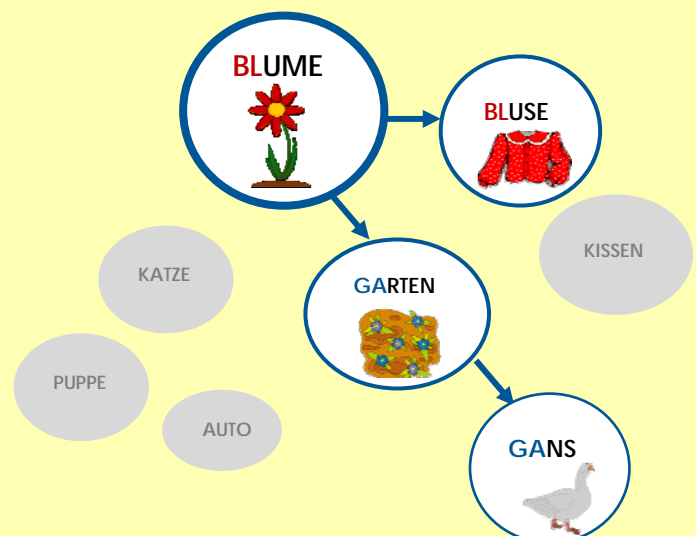 BLUME
BLUSE
KISSEN
KATZE
GARTEN
PUPPE
AUTO
GANS